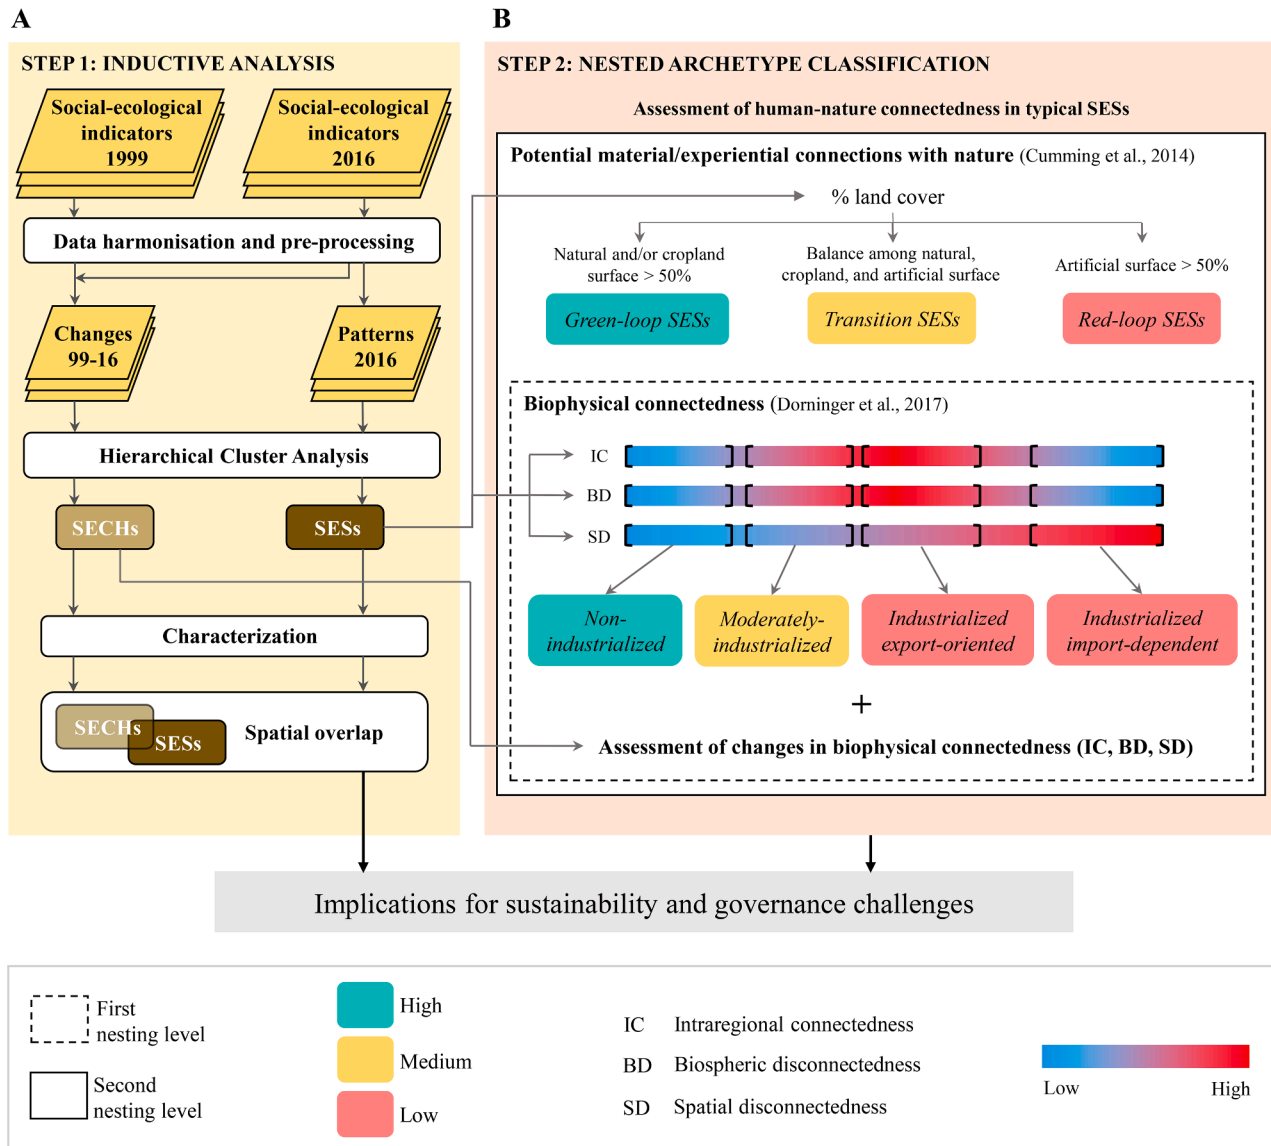 A
STEP 1: INDUCTIVE ANALYSIS
Social-ecological
indicators
1999
Social-ecological
indicators
2016
Data harmonisation and pre-processing
Changes
99-16
Patterns
2016
Hierarchical Cluster Analysis
SECHs
SESs
Characterization
SECHs
SESs
Spatial overlap
B
STEP 2: NESTED ARCHETYPE CLASSIFICATION
Assessment of human-nature connectedness in typical SESs
Potential material/experiential connections with nature (Cumming et al., 2014)
% land cover
Natural and/or cropland
surface > 50%
Balance among natural,
cropland, and artificial surface
Artificial surface > 50%
Green-loop SESs
Transition SESs
Red-loop SESs
Biophysical connectedness (Dorninger et al., 2017)
IC
BD
SD
Non-
industrialized
Moderately-
industrialized
Industrialized
export-oriented
Industrialized
import-dependent
+
Assessment of changes in biophysical connectedness (IC, BD, SD)
Implications for sustainability and governance challenges
First
nesting level
Second
nesting level
High
Medium
Low
IC Intraregional connectedness
BD Biospheric disconnectedness
SD Spatial disconnectedness
Low High